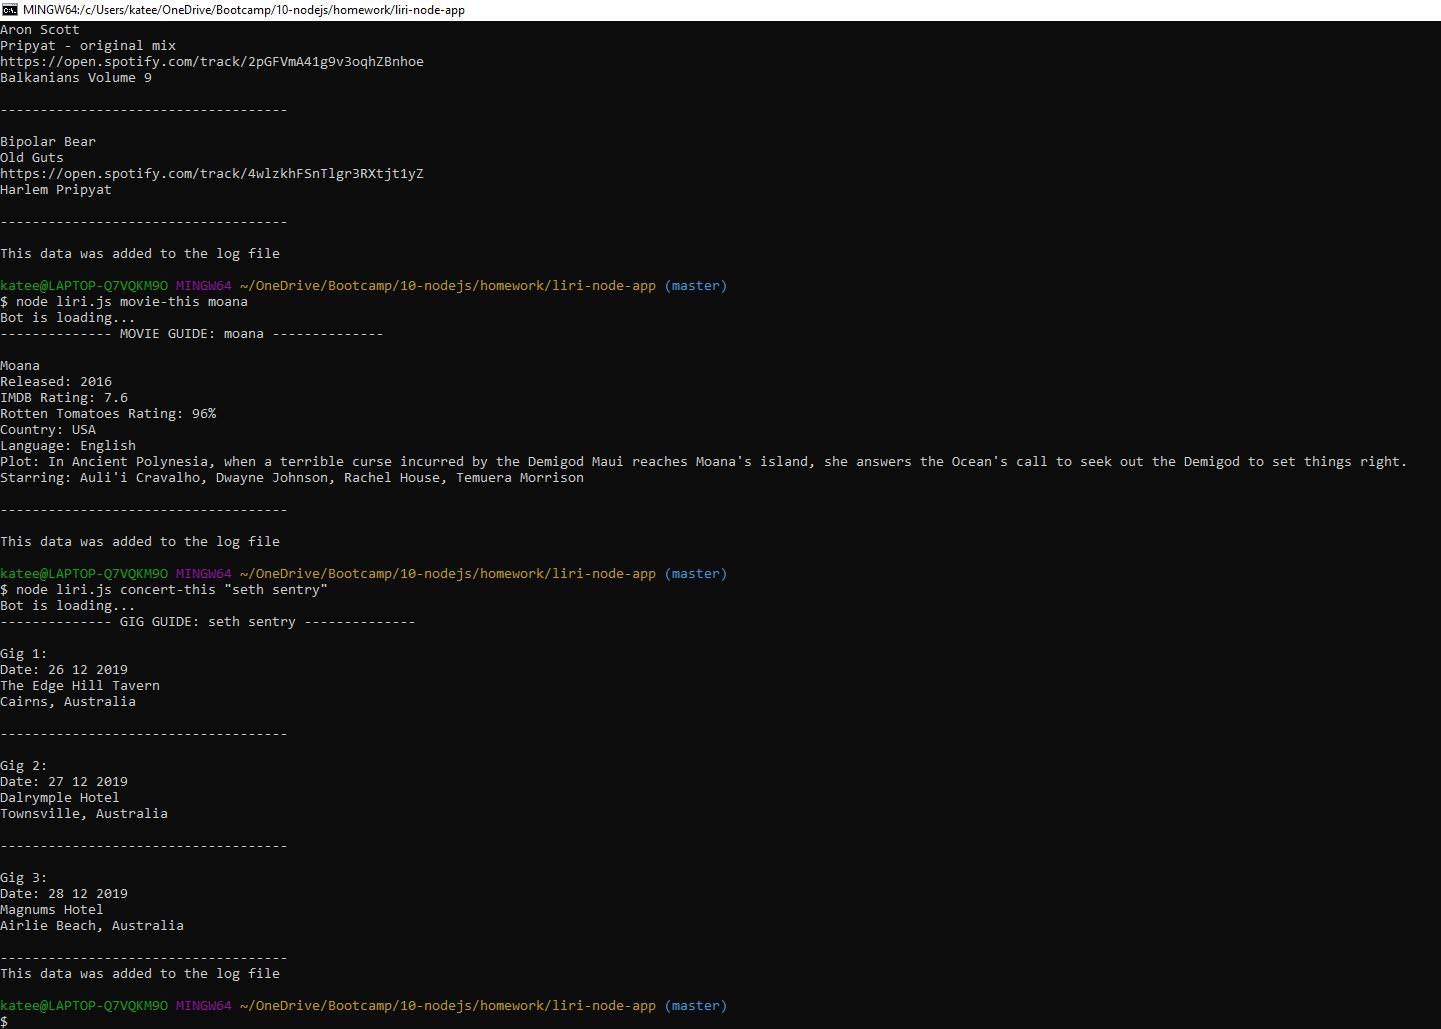 MINGW64:/c/Users/katee/OneDrive/Bootcamp/10-nodejs/homework/liri-node-app
Aron Scott
Pripyat - original mix
https://open.spotify.com/track/2pGFVmA41g9v3oqhZBnhoe
Balkanians Volume 9
------------------------------------
Bipolar Bear
Old Guts
https://open.spotify.com/track/4wlzkhFSnTlgr3RXtjt1yZ
Harlem Pripyat
------------------------------------
This data was added to the log file
katee@LAPTOP-Q7VQKM9O MINGW64 ~/OneDrive/Bootcamp/10-nodejs/homework/liri-node-app (master)
$ node liri.js movie-this moana
Bot is loading...
-------------- MOVIE GUIDE: moana --------------
Moana
Released: 2016
IMDB Rating: 7.6
Rotten Tomatoes Rating: 96%
Country: USA
Language: English
Plot: In Ancient Polynesia, when a terrible curse incurred by the Demigod Maui reaches Moana's island, she answers the Ocean's call to seek out the Demigod to set things right.
Starring: Auli'i Cravalho, Dwayne Johnson, Rachel House, Temuera Morrison
------------------------------------
This data was added to the log file
katee@LAPTOP-Q7VQKM9O MINGW64 ~/OneDrive/Bootcamp/10-nodejs/homework/liri-node-app (master)
$ node liri.js concert-this "seth sentry"
Bot is loading...
-------------- GIG GUIDE: seth sentry --------------
Gig 1:
Date: 26 12 2019
The Edge Hill Tavern
Cairns, Australia
------------------------------------
Gig 2:
Date: 27 12 2019
Dalrymple Hotel
Townsville, Australia
------------------------------------
Gig 3:
Date: 28 12 2019
Magnums Hotel
Airlie Beach, Australia
------------------------------------
This data was added to the log file
katee@LAPTOP-Q7VQKM9O MINGW64 ~/OneDrive/Bootcamp/10-nodejs/homework/liri-node-app (master)
$